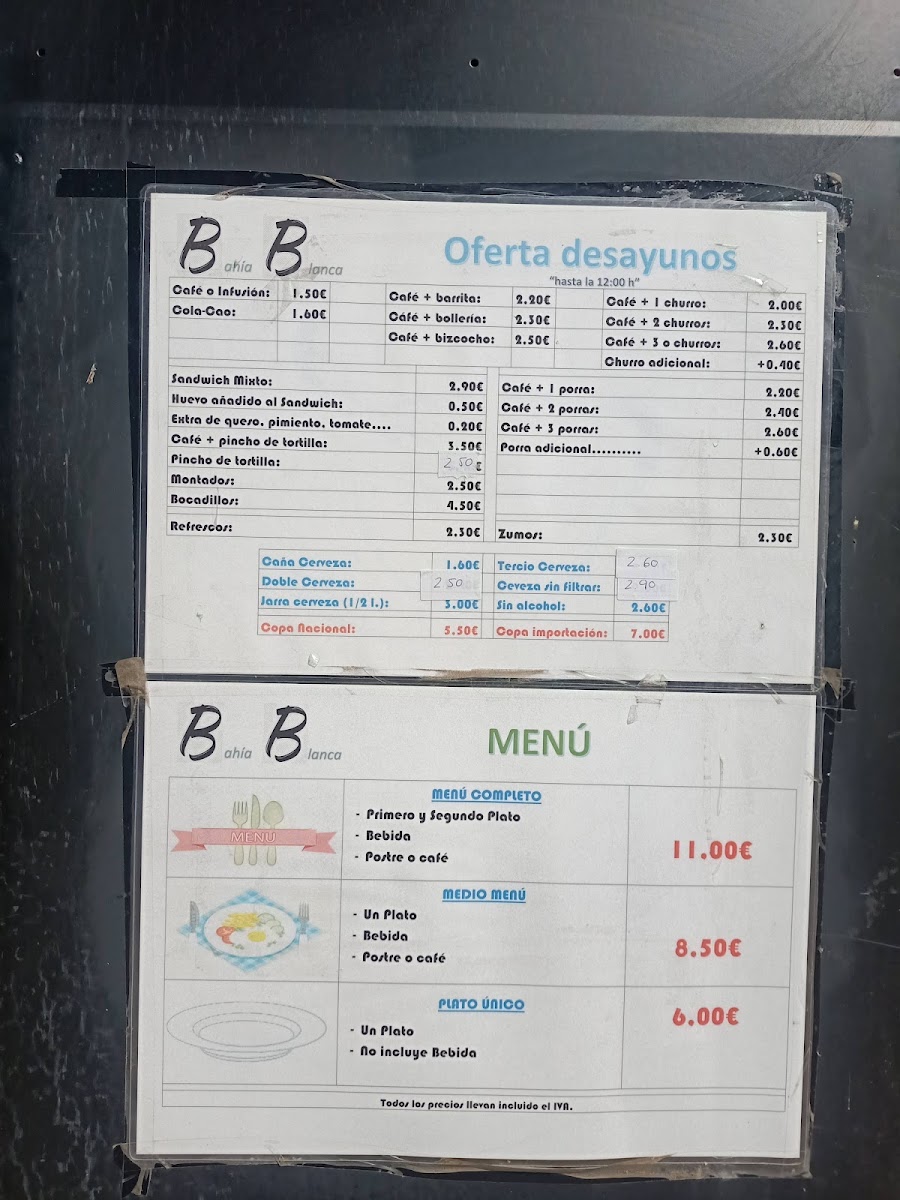 Bahía Blanca
Oferta desayunos
"hasta la 12:00 h"
Café o Infusión: 1.50€ Café + barrita: 2.20€ Café + 1 churro: 2.00€
Cola-Cao: 1.60€ Café + bollería: 2.30€ Café + 2 churros: 2.30€
Café + bizcocho: 2.50€ Café + 3 o churros: 2.60€
Churro adicional: +0.40€
Sandwich Mixto: 2.90€ Café + 1 porra: 2.20€
Huevo añadido al Sandwich: 0.50€ Café + 2 porras: 2.40€
Extra de queso, pimiento, tomate.... 0.20€ Café + 3 porras: 2.60€
Café + pincho de tortilla: 3.50€ Porra adicional.......... +0.60€
Pincho de tortilla: 2.50€
Montados: 2.50€
Bocadillos: 4.50€
Refrescos: 2.30€ Zumos: 2.30€
Caña Cerveza: 1.60€ Tercio Cerveza: 2.60
Doble Cerveza: 2.50 Ceveza sin filtrar: 2.90
Jarra cerveza (1/2 l.): 3.00€ Sin alcohol: 2.60€
Copa Nacional: 5.50€ Copa importación: 7.00€
Bahía Blanca
MENÚ
MENU
MENÚ COMPLETO
- Primero y Segundo Plato
- Bebida
- Postre o café
11.00€
MEDIO MENÚ
- Un Plato
- Bebida
- Postre o café
8.50€
PLATO ÚNICO
- Un Plato
- No incluye Bebida
6.00€
Todos los precios llevan incluido el IVA.